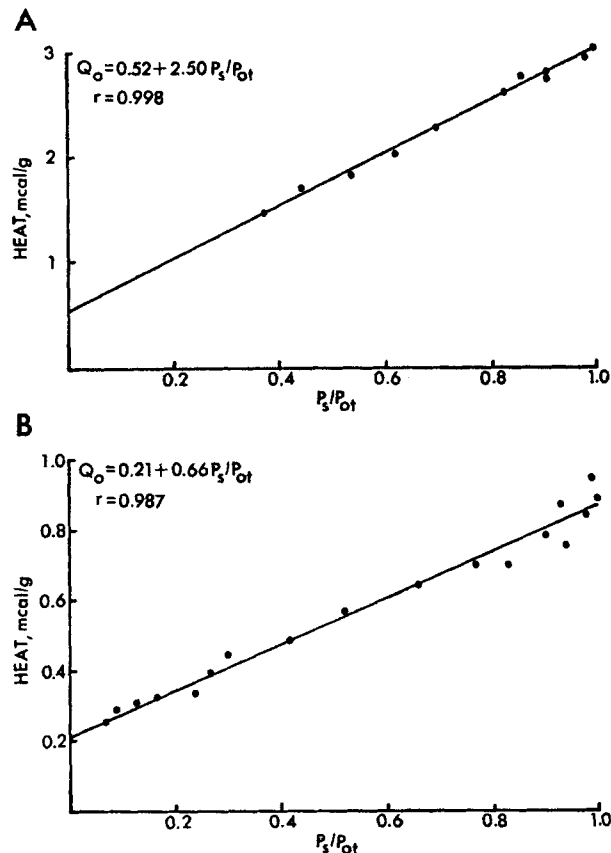 A
Qo=0.52+2.50 Ps/Pot
r=0.998
HEAT, mcal/g
3
2
1
0.2 0.4 0.6 0.8 1.0
Ps/Pot
B
Qo=0.21+0.66 Ps/Pot
r=0.987
HEAT, mcal/g
1.0
0.8
0.6
0.4
0.2
0.2 0.4 0.6 0.8 1.0
Ps/Pot